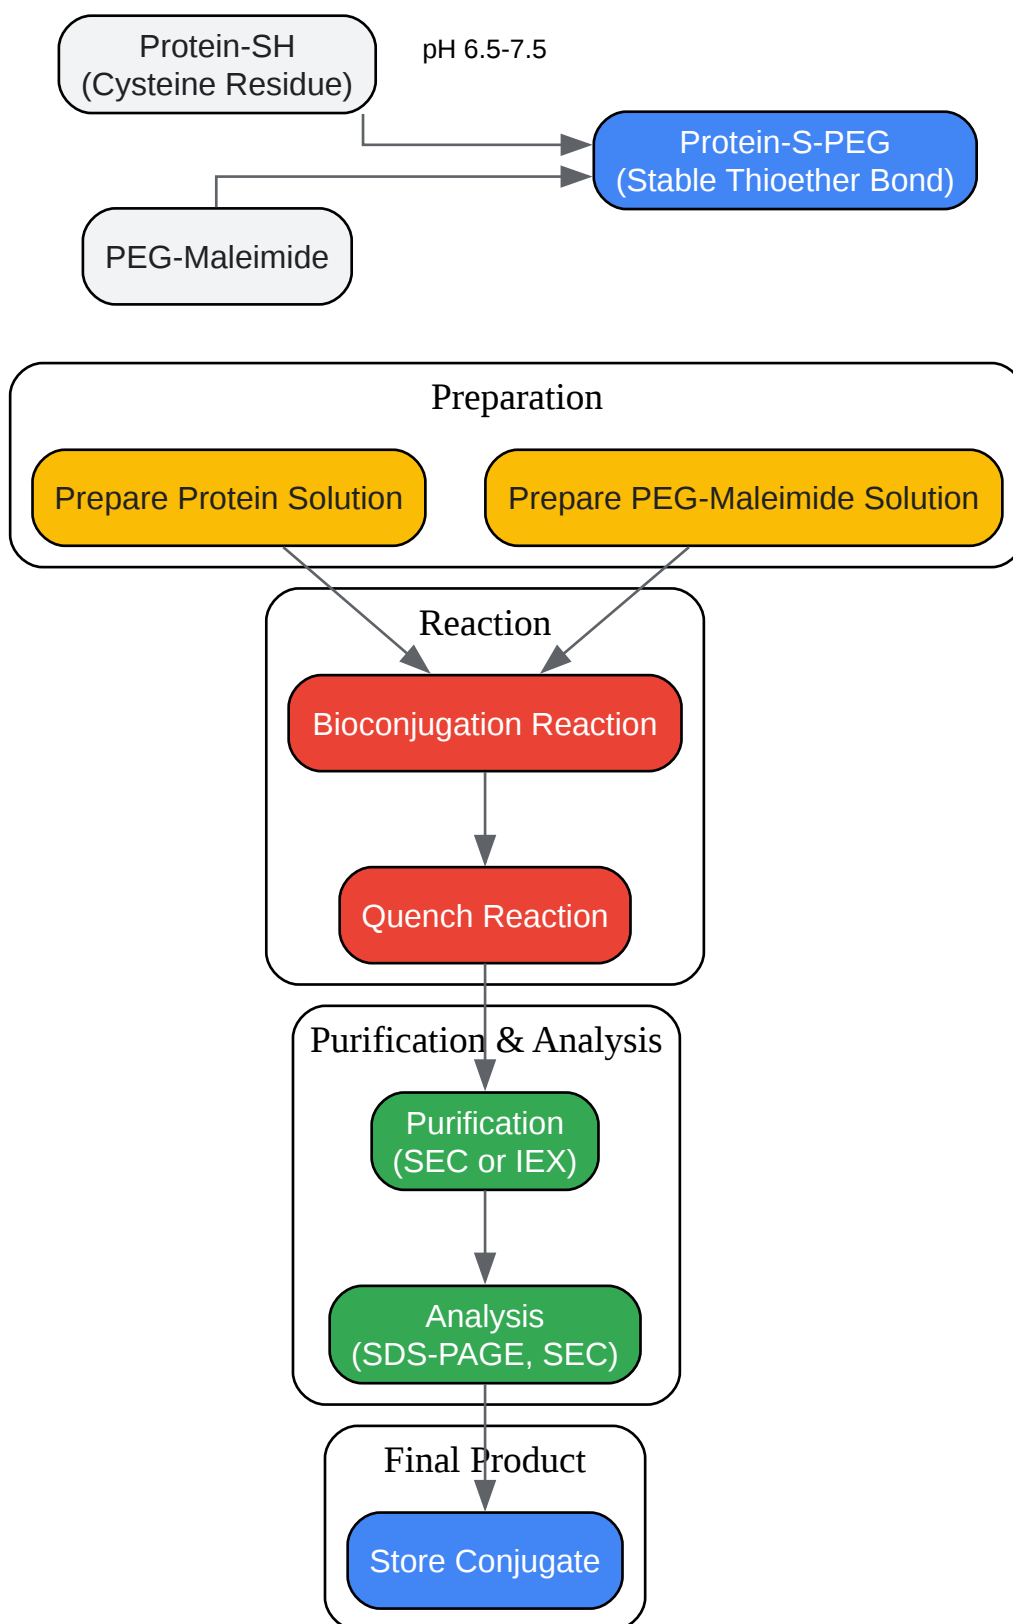 Protein-SH
(Cysteine Residue)
pH 6.5-7.5
Protein-S-PEG
(Stable Thioether Bond)
PEG-Maleimide
Preparation
Prepare Protein Solution
Prepare PEG-Maleimide Solution
Reaction
Bioconjugation Reaction
Quench Reaction
Purification & Analysis
Purification
(SEC or IEX)
Analysis
(SDS-PAGE, SEC)
Final Product
Store Conjugate